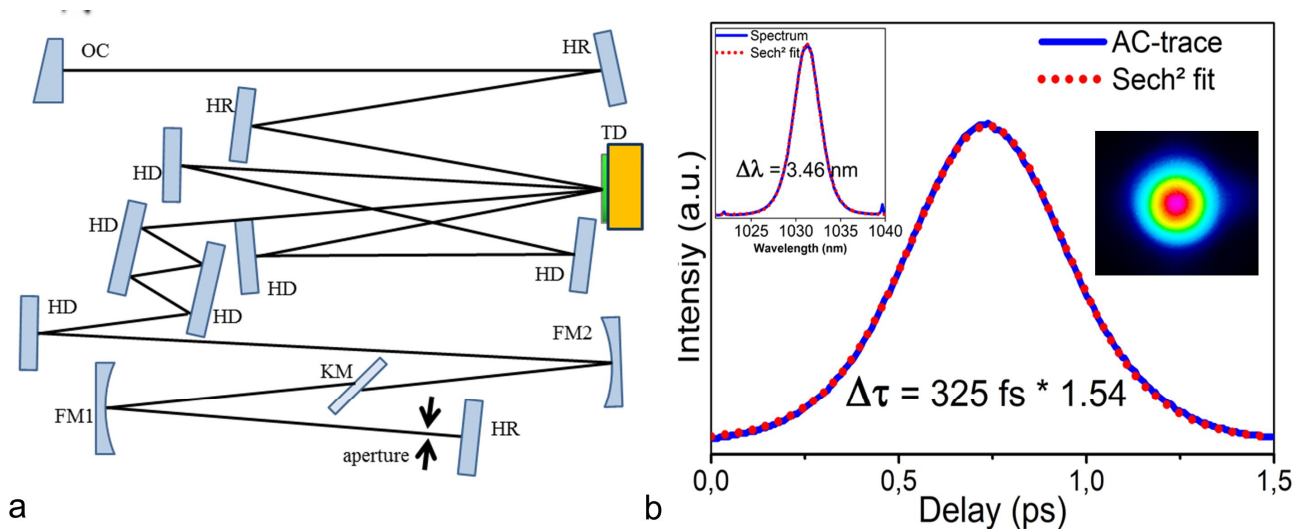 OC
HR
HR
TD
HD
HD
HD
HD
HD
HD
FM2
KM
FM1
HR
aperture
a
Spectrum
Sech² fit
Δλ = 3.46 nm
1025 1030 1035 1040
Wavelength (nm)
AC-trace
Sech² fit
Intensiy (a.u.)
Δτ = 325 fs * 1.54
0,0 0,5 1,0 1,5
Delay (ps)
b